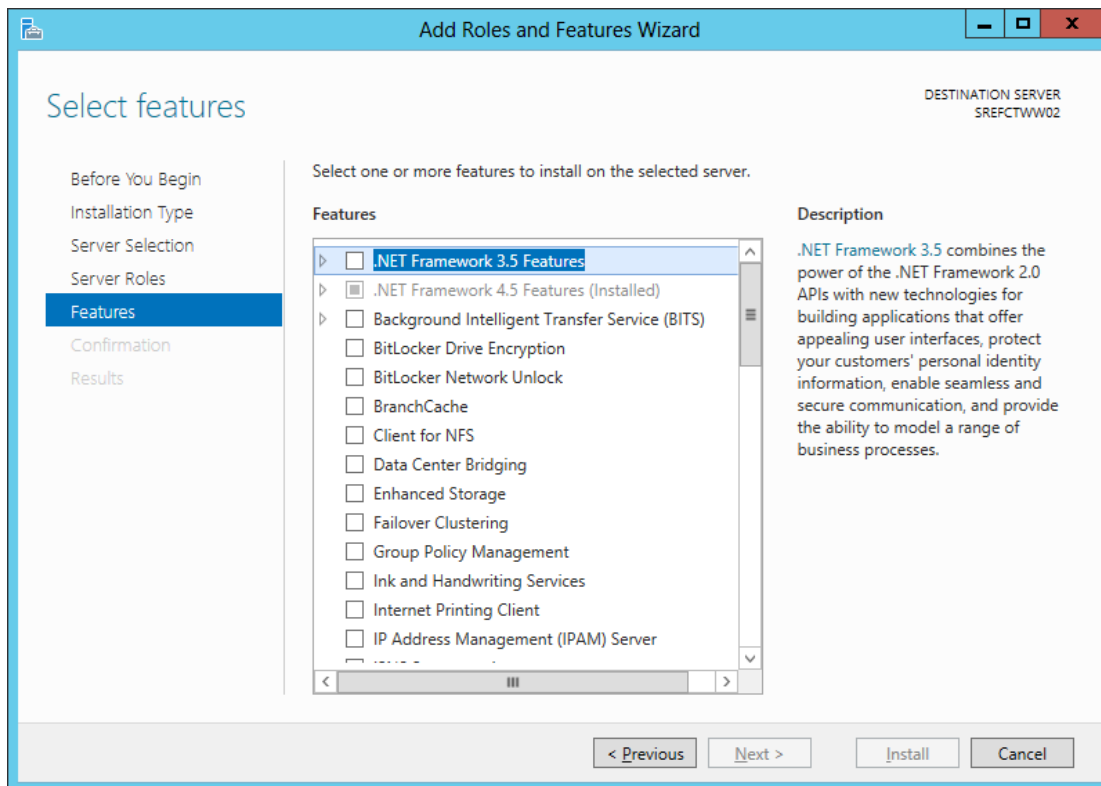 Add Roles and Features Wizard
Select features
DESTINATION SERVER
SREFCTWW02
Before You Begin
Installation Type
Server Selection
Server Roles
Features
Confirmation
Results
Select one or more features to install on the selected server.
Features
.NET Framework 3.5 Features
.NET Framework 4.5 Features (Installed)
Background Intelligent Transfer Service (BITS)
BitLocker Drive Encryption
BitLocker Network Unlock
BranchCache
Client for NFS
Data Center Bridging
Enhanced Storage
Failover Clustering
Group Policy Management
Ink and Handwriting Services
Internet Printing Client
IP Address Management (IPAM) Server
Description
.NET Framework 3.5 combines the
power of the .NET Framework 2.0
APIs with new technologies for
building applications that offer
appealing user interfaces, protect
your customers' personal identity
information, enable seamless and
secure communication, and provide
the ability to model a range of
business processes.
< Previous
Next >
Install
Cancel